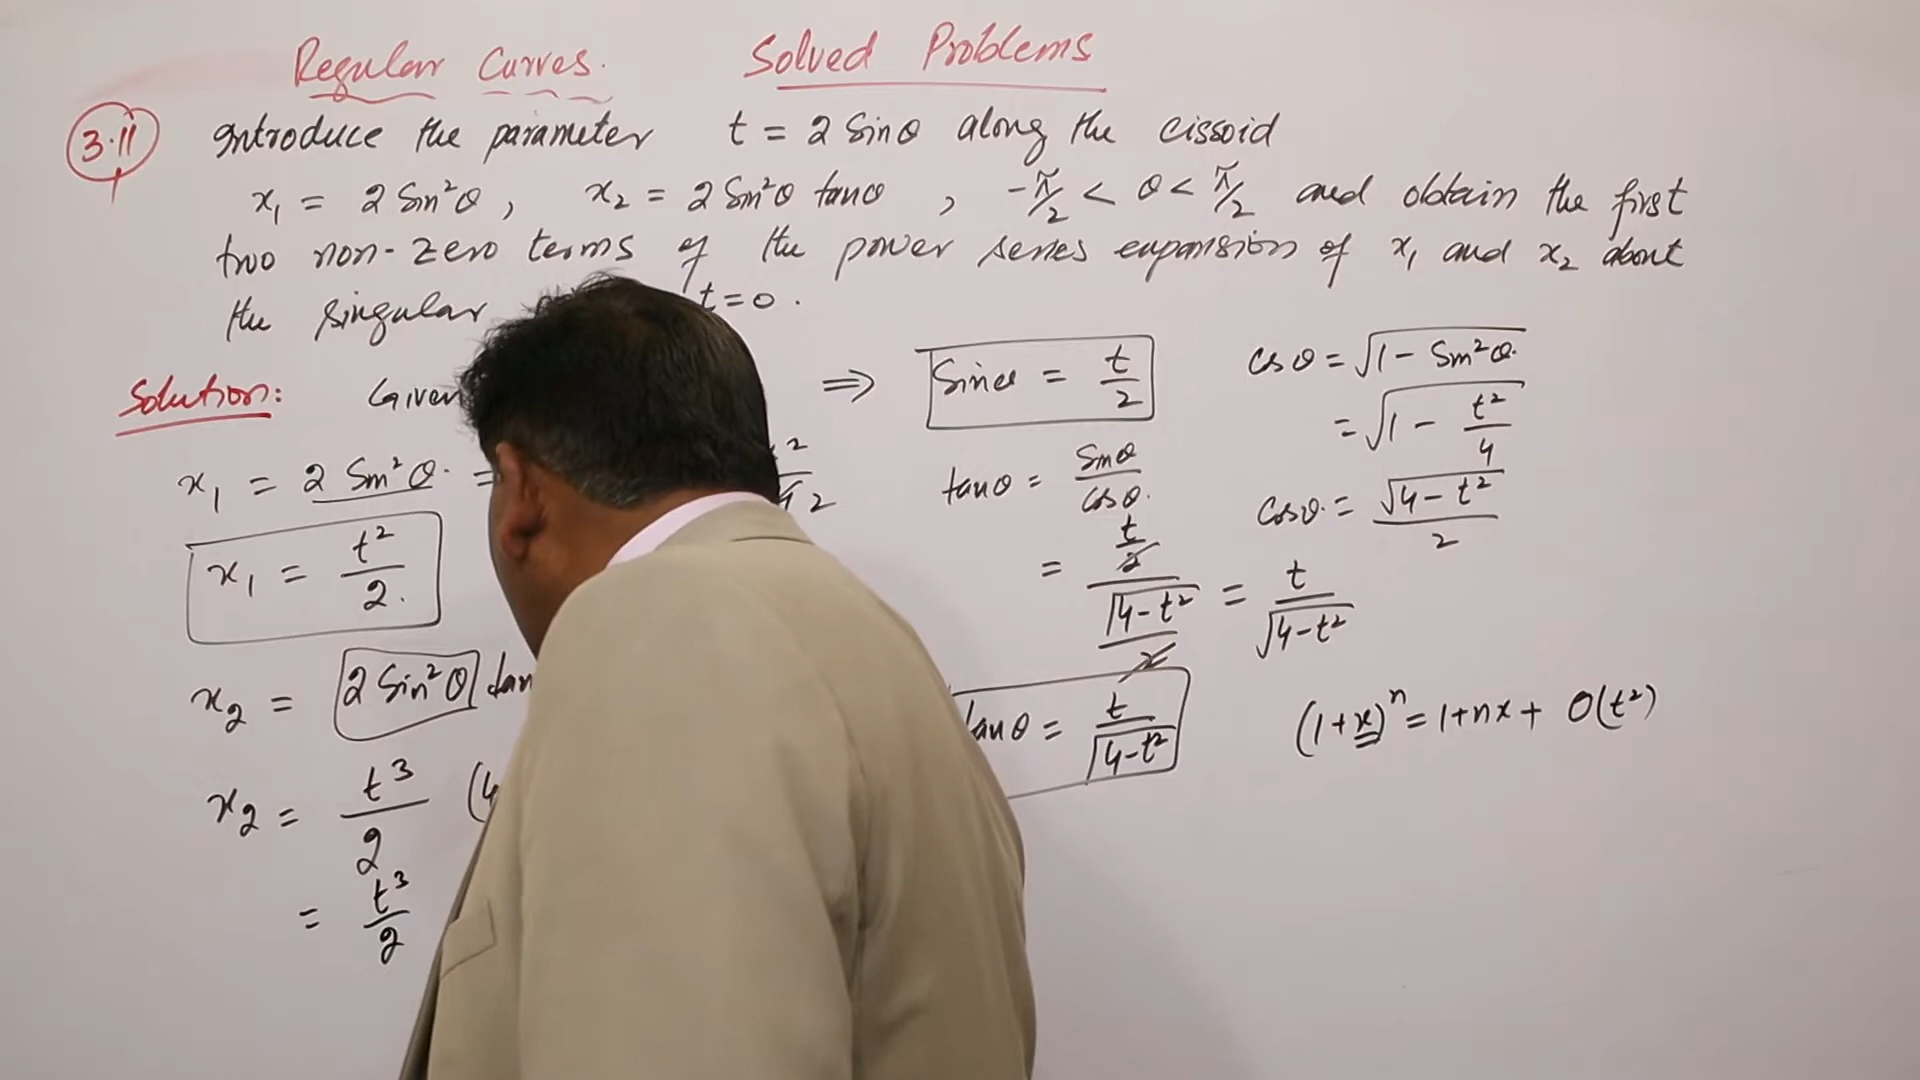 Regular Curves. Solved Problems
3.11 Introduce the parameter t = 2 Sinθ along the cissoid
x₁ = 2 Sin²θ, x₂ = 2 Sin²θ tanθ, -π/2 < θ < π/2 and obtain the first
two non-zero terms of the power series expansion of x₁ and x₂ about
the singular t=0.
Solution: Given ⇒ Sinθ = t/2
cosθ = √(1 - Sin²θ)
= √(1 - t²/4)
cosθ = √(4-t²)/2
x₁ = 2 Sin²θ =
x₁ = t²/2.
tanθ = Sinθ/cosθ.
= (t/2)/(√(4-t²)/2) = t/√(4-t²)
x₂ = 2 Sin²θ tan
tanθ = t/√(4-t²)
(1+x)ⁿ = 1+nx+ O(t²)
x₂ = t³/2 (4
= t³/2